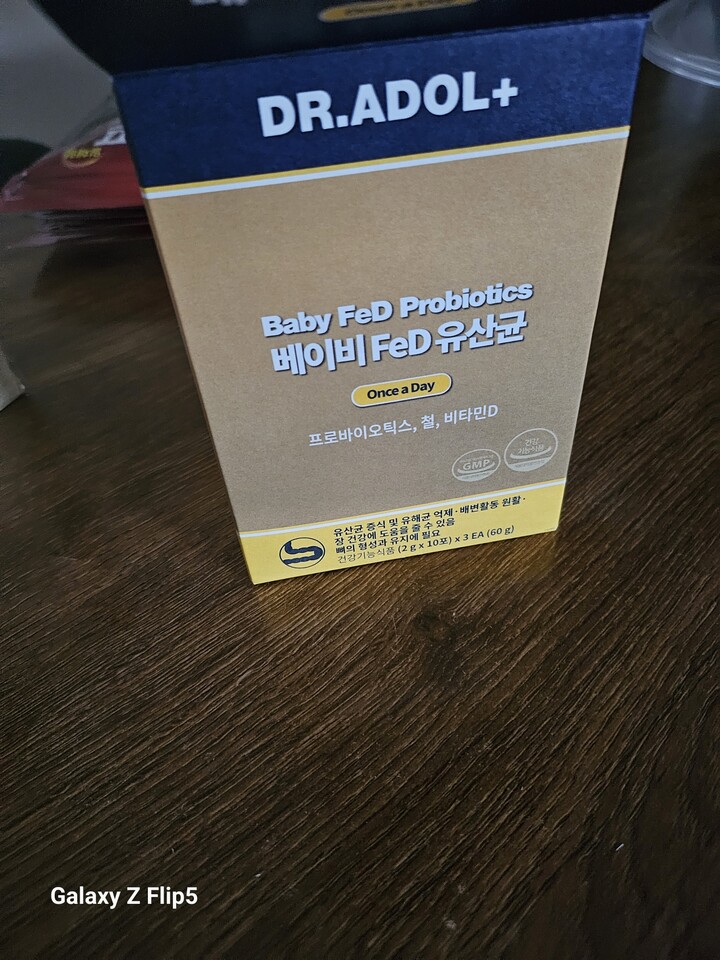 DR.ADOL+
Baby FeD Probiotics
베이비 FeD 유산균
Once a Day
프로바이오틱스, 철, 비타민D
GMP
건강
기능식품
유산균 증식 및 유해균 억제·배변활동 원활·
장 건강에 도움을 줄 수 있음
뼈의 형성과 유지에 필요
건강기능식품 (2 g x 10포) x 3 EA (60 g)
Galaxy Z Flip5